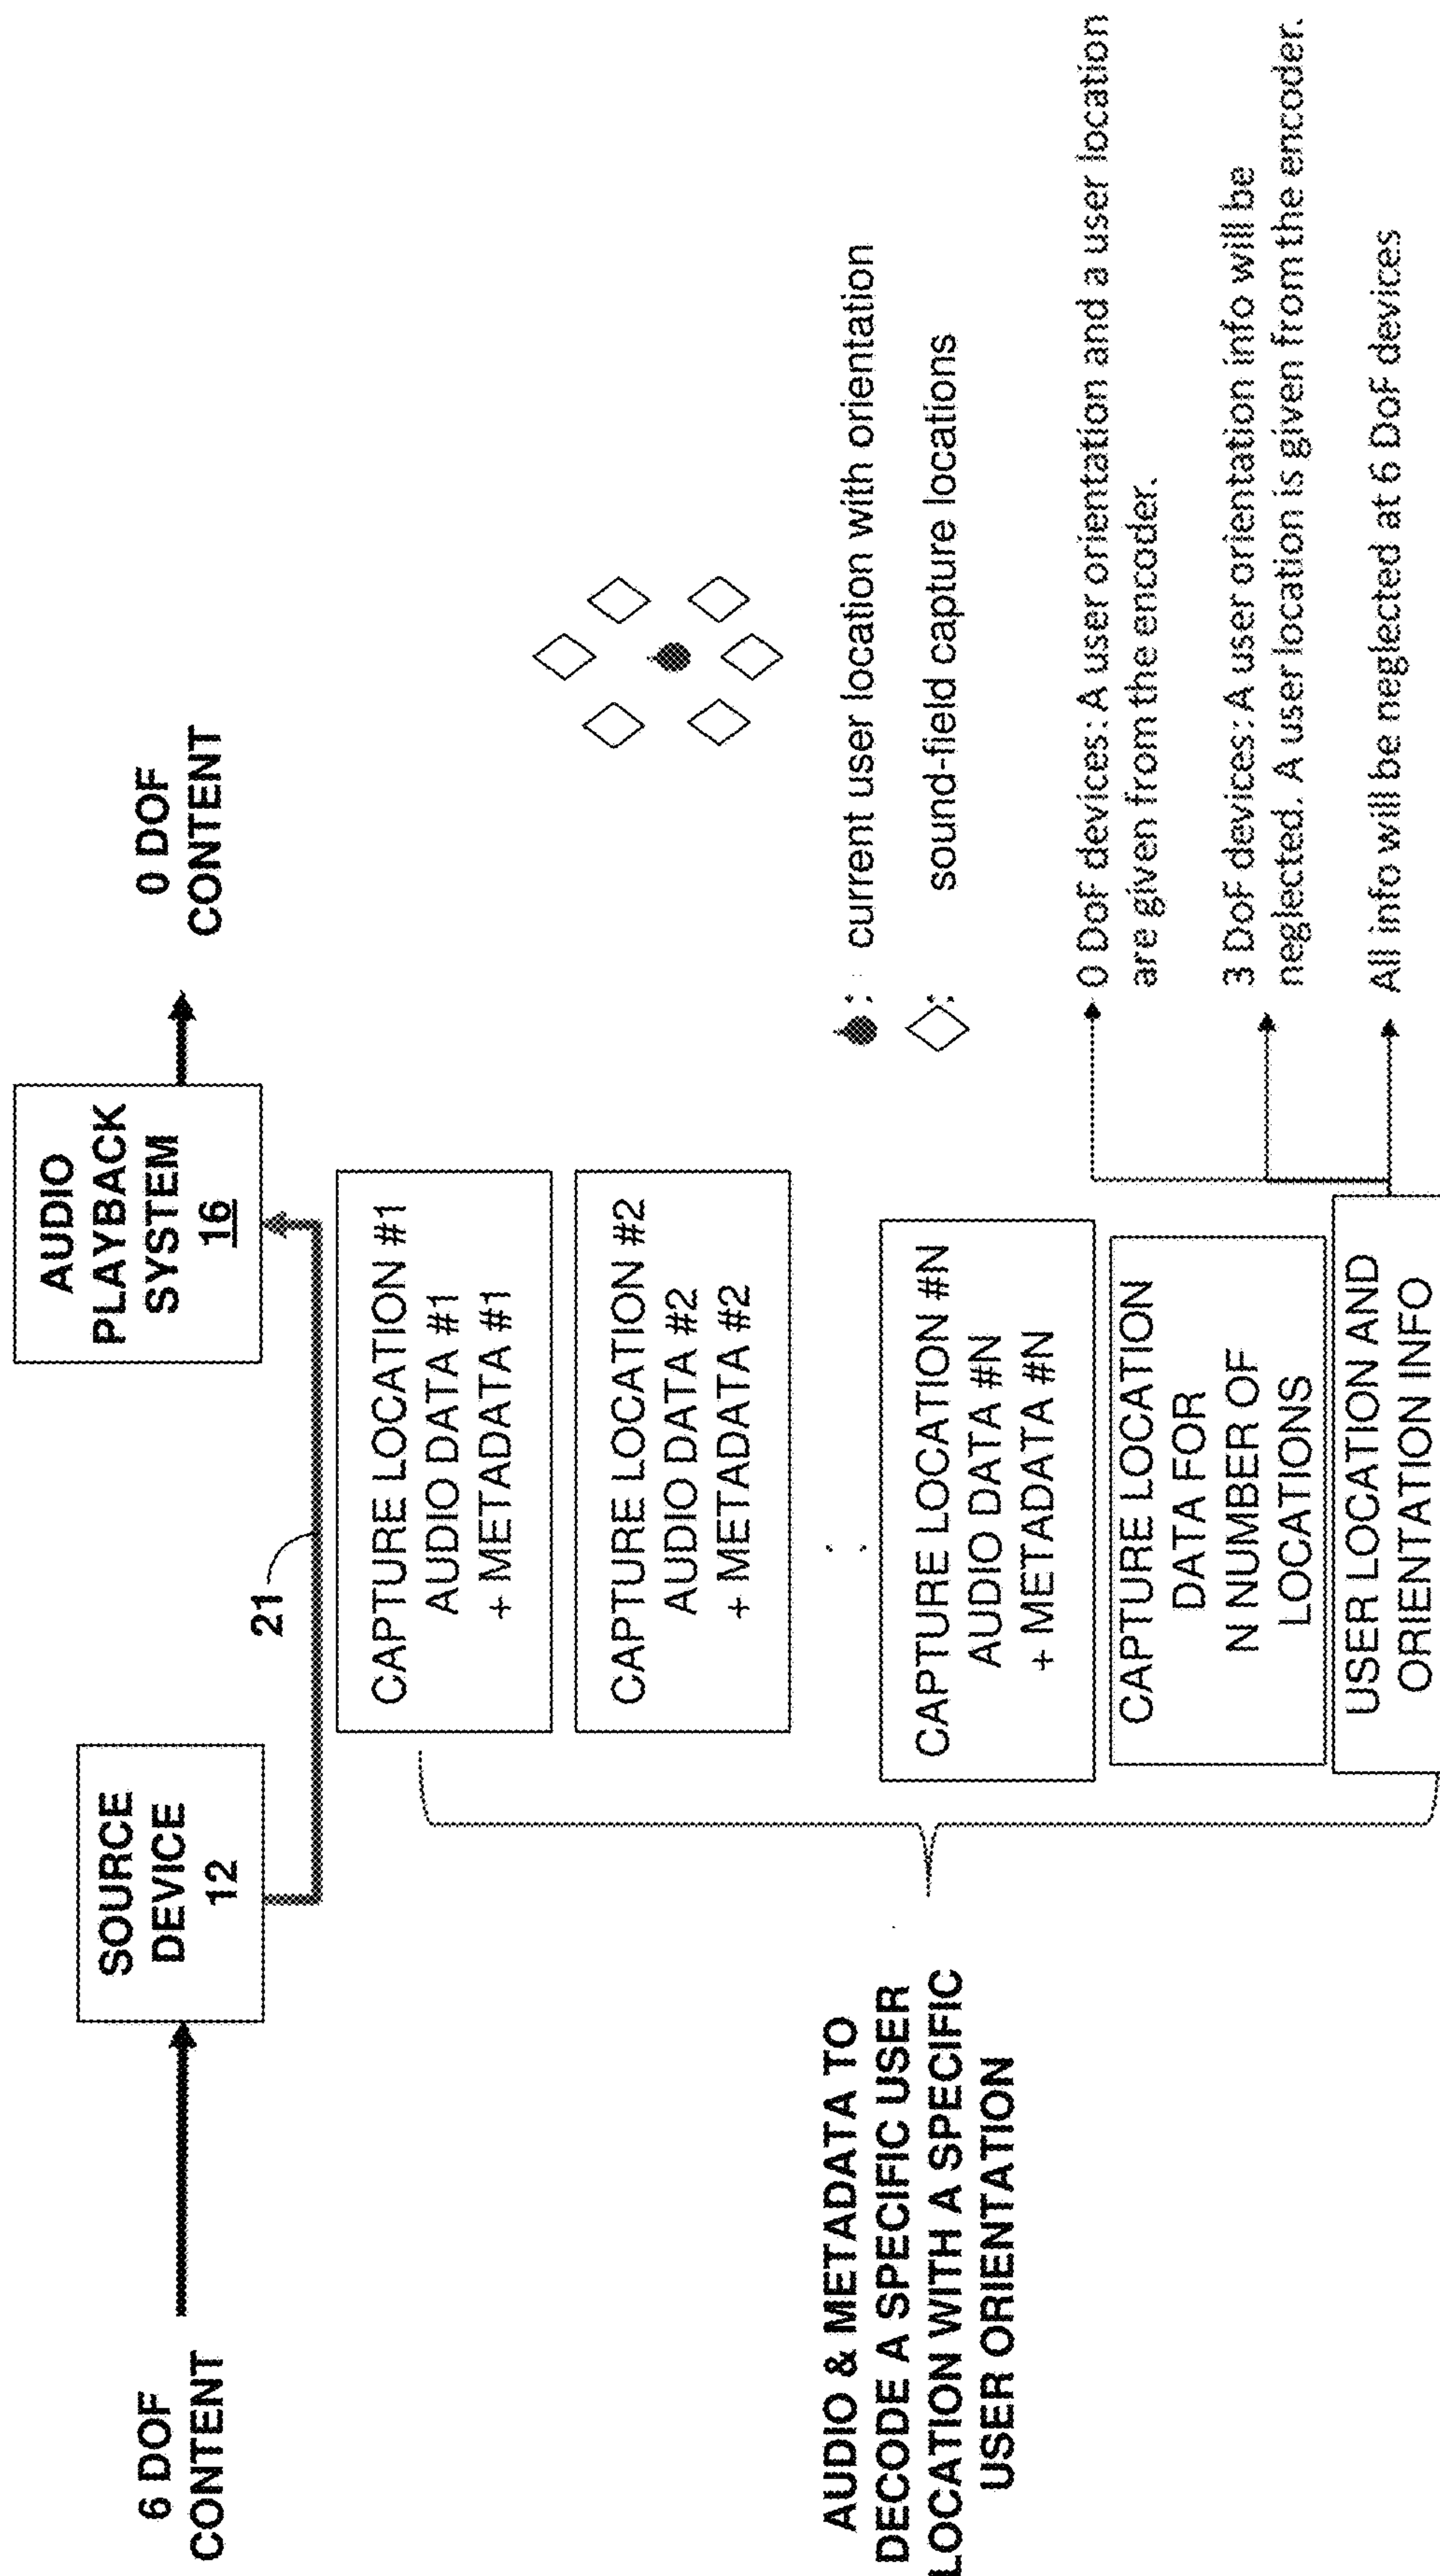 6 DOF
CONTENT
SOURCE
DEVICE
12
21
AUDIO
PLAYBACK
SYSTEM
16
0 DOF
CONTENT
AUDIO & METADATA TO
DECODE A SPECIFIC USER
LOCATION WITH A SPECIFIC
USER ORIENTATION
CAPTURE LOCATION #1
AUDIO DATA #1
+ METADATA #1
CAPTURE LOCATION #2
AUDIO DATA #2
+ METADATA #2
CAPTURE LOCATION #N
AUDIO DATA #N
+ METADATA #N
CAPTURE LOCATION
DATA FOR
N NUMBER OF
LOCATIONS
USER LOCATION AND
ORIENTATION INFO
: current user location with orientation
: sound-field capture locations
0 DoF devices: A user orientation and a user location
are given from the encoder.
3 DoF devices: A user orientation info will be
neglected. A user location is given from the encoder.
All info will be neglected at 6 DoF devices